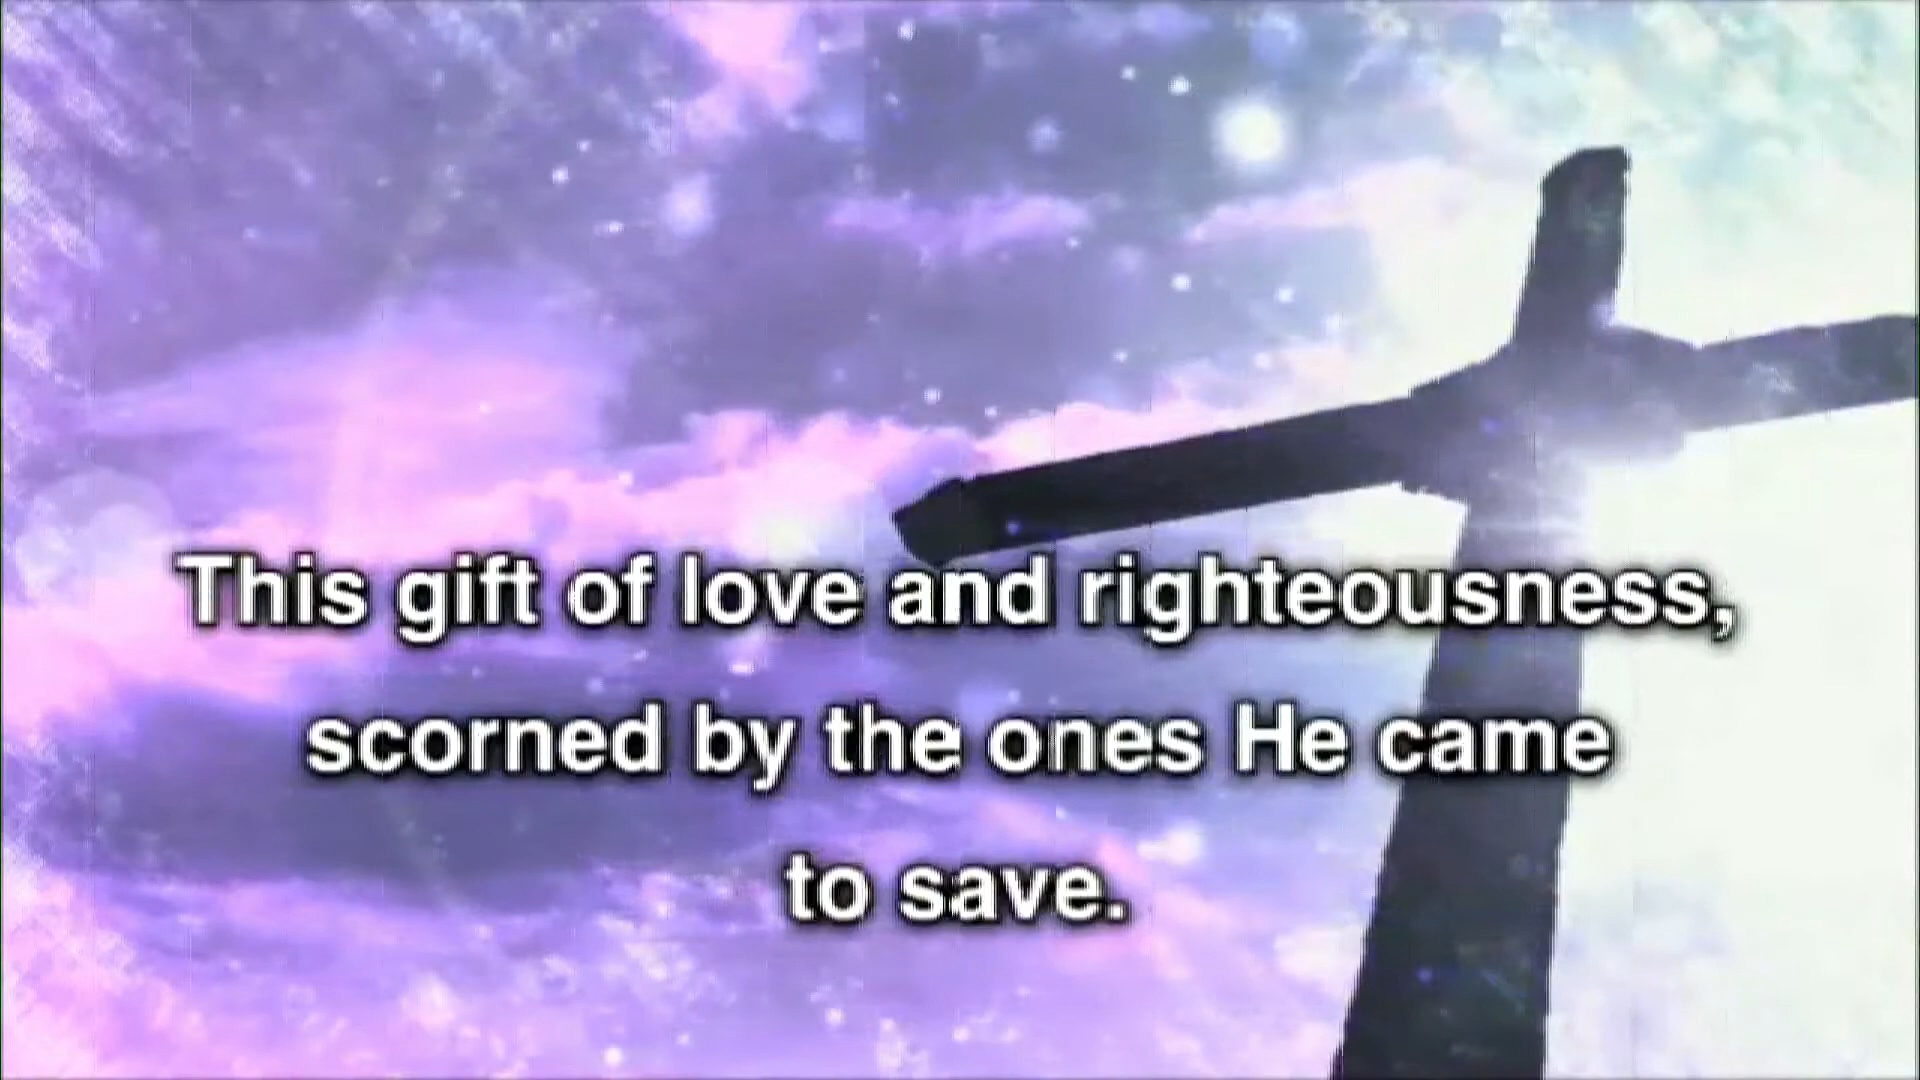 This gift of love and righteousness,
scorned by the ones He came
to save.